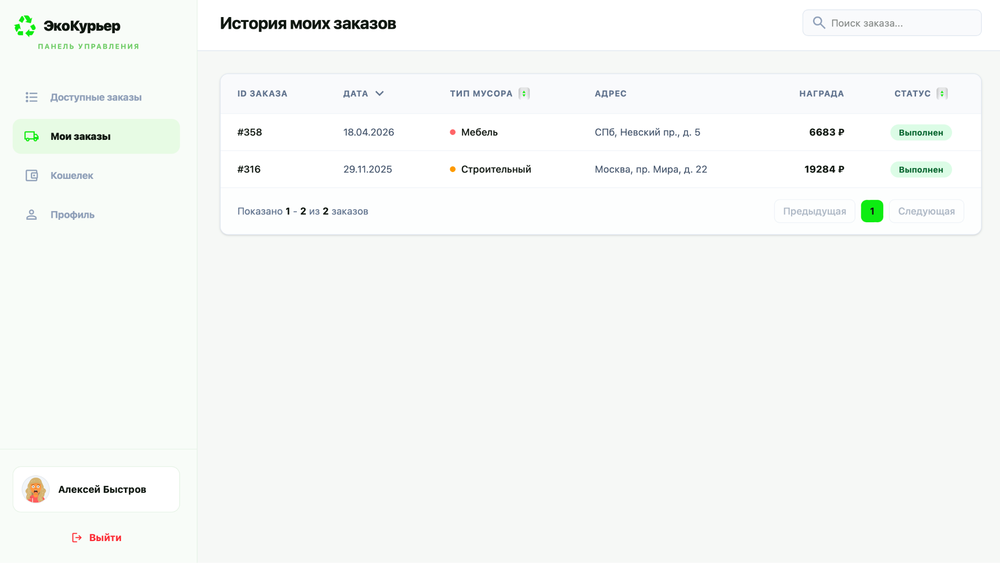 ЭкоКурьер
ПАНЕЛЬ УПРАВЛЕНИЯ
Доступные заказы
Мои заказы
Кошелек
Профиль
Алексей Быстров
Выйти
История моих заказов
Поиск заказа...
ID ЗАКАЗА ДАТА ТИП МУСОРА АДРЕС НАГРАДА СТАТУС
#358 18.04.2026 Мебель СПб, Невский пр., д. 5 6683 ₽ Выполнен
#316 29.11.2025 Строительный Москва, пр. Мира, д. 22 19284 ₽ Выполнен
Показано 1 - 2 из 2 заказов
Предыдущая 1 Следующая